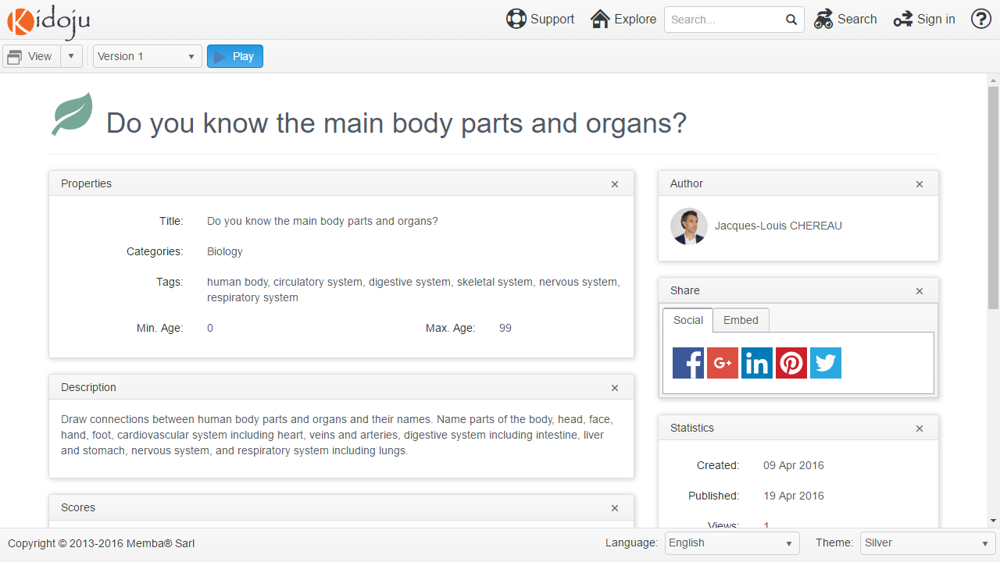 Kidoju
Support
Explore
Search...
Search
Sign in
View
Version 1
Play
Do you know the main body parts and organs?
Properties
Title: Do you know the main body parts and organs?
Categories: Biology
Tags: human body, circulatory system, digestive system, skeletal system, nervous system,
respiratory system
Min. Age: 0 Max. Age: 99
Description
Draw connections between human body parts and organs and their names. Name parts of the body, head, face,
hand, foot, cardiovascular system including heart, veins and arteries, digestive system including intestine, liver
and stomach, nervous system, and respiratory system including lungs.
Scores
Author
Jacques-Louis CHEREAU
Share
Social Embed
Statistics
Created: 09 Apr 2016
Published: 19 Apr 2016
Views: 1
Copyright © 2013-2016 Memba® Sarl
Language: English
Theme: Silver